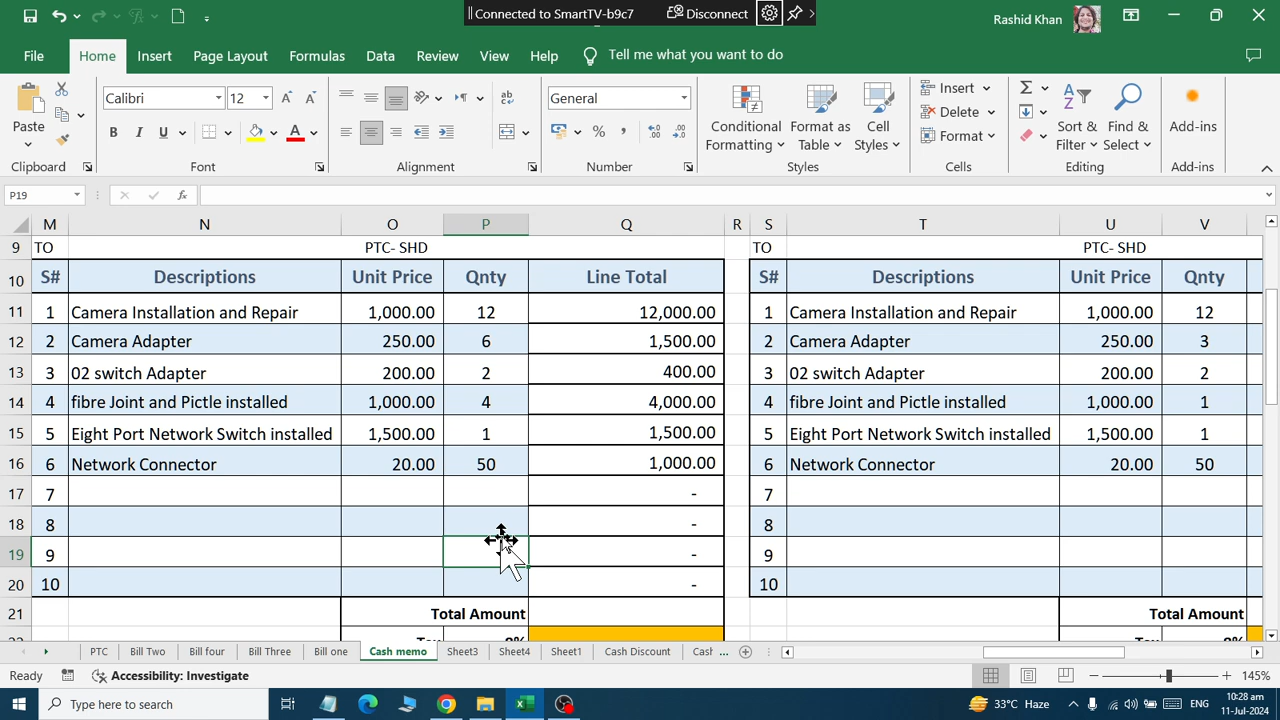 Connected to SmartTV-b9c7 Disconnect
Rashid Khan
File Home Insert Page Layout Formulas Data Review View Help Tell me what you want to do
Paste Calibri 12 B I U A General % Conditional Formatting Format as Table Cell Styles Insert Delete Format Sort & Filter Find & Select Add-ins
Clipboard Font Alignment Number Styles Cells Editing Add-ins
P19 fx
M N O P Q R S T U V
9 TO PTC- SHD TO PTC- SHD
10 S# Descriptions Unit Price Qnty Line Total S# Descriptions Unit Price Qnty
11 1 Camera Installation and Repair 1,000.00 12 12,000.00 1 Camera Installation and Repair 1,000.00 12
12 2 Camera Adapter 250.00 6 1,500.00 2 Camera Adapter 250.00 3
13 3 02 switch Adapter 200.00 2 400.00 3 02 switch Adapter 200.00 2
14 4 fibre Joint and Pictle installed 1,000.00 4 4,000.00 4 fibre Joint and Pictle installed 1,000.00 1
15 5 Eight Port Network Switch installed 1,500.00 1 1,500.00 5 Eight Port Network Switch installed 1,500.00 1
16 6 Network Connector 20.00 50 1,000.00 6 Network Connector 20.00 50
17 7 - 7
18 8 - 8
19 9 - 9
20 10 - 10
21 Total Amount Total Amount
PTC Bill Two Bill four Bill Three Bill one Cash memo Sheet3 Sheet4 Sheet1 Cash Discount Cash ...
Ready Accessibility: Investigate 145%
Type here to search 33°C Haze ENG 10:28 am
11-Jul-2024